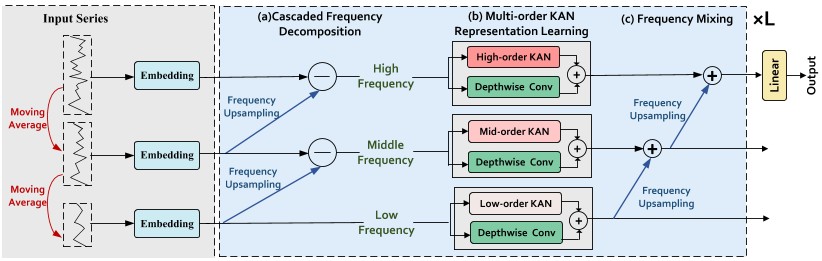 Input Series
(a)Cascaded Frequency
Decomposition
(b) Multi-order KAN
Representation Learning
(c) Frequency Mixing
×L
Embedding
High
Frequency
High-order KAN
Depthwise Conv
Linear
Output
Moving
Average
Frequency
Upsampling
Frequency
Upsampling
Embedding
Middle
Frequency
Mid-order KAN
Depthwise Conv
Moving
Average
Frequency
Upsampling
Frequency
Upsampling
Embedding
Low
Frequency
Low-order KAN
Depthwise Conv